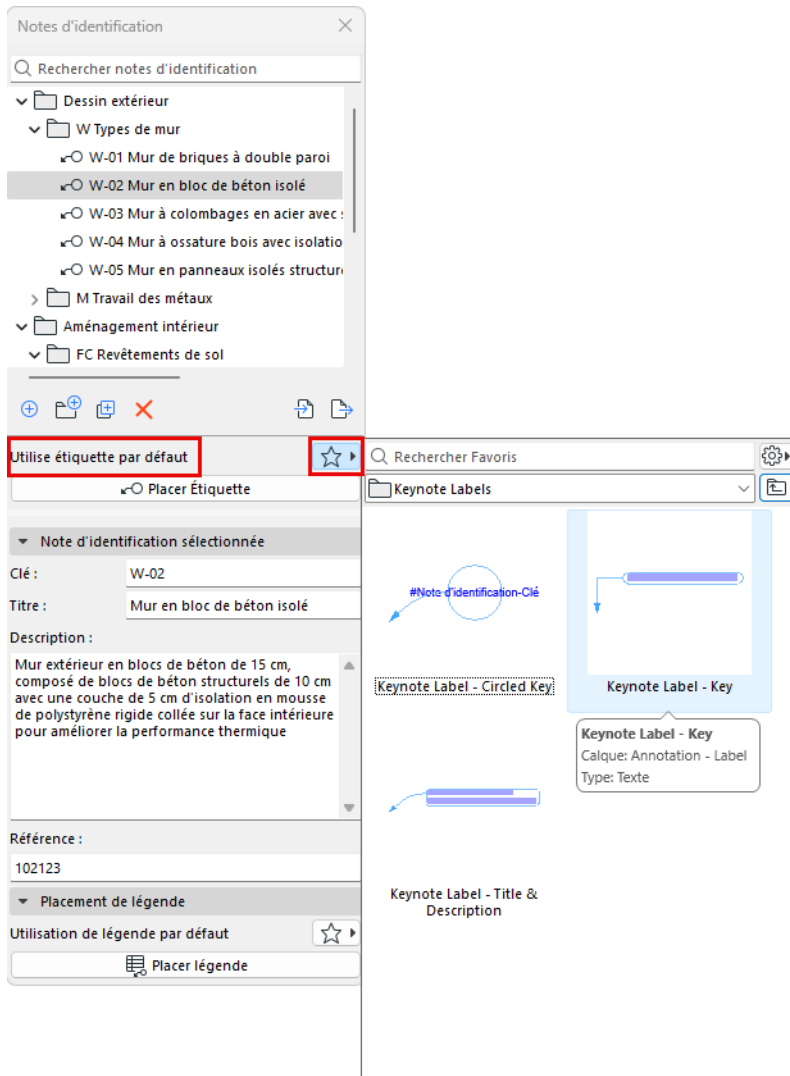 Notes d'identification
Rechercher notes d'identification
Dessin extérieur
W Types de mur
W-01 Mur de briques à double paroi
W-02 Mur en bloc de béton isolé
W-03 Mur à colombages en acier avec
W-04 Mur à ossature bois avec isolatio
W-05 Mur en panneaux isolés structure
M Travail des métaux
Aménagement intérieur
FC Revêtements de sol
Utilise étiquette par défaut
Placer Étiquette
Note d'identification sélectionnée
Clé :
W-02
Titre :
Mur en bloc de béton isolé
Description :
Mur extérieur en blocs de béton de 15 cm,
composé de blocs de béton structurels de 10 cm
avec une couche de 5 cm d'isolation en mousse
de polystyrène rigide collée sur la face intérieure
pour améliorer la performance thermique
Référence :
102123
Placement de légende
Utilisation de légende par défaut
Placer légende
Rechercher Favoris
Keynote Labels
#Note d'identification-Clé
Keynote Label - Circled Key
Keynote Label - Key
Keynote Label - Key
Calque: Annotation - Label
Type: Texte
Keynote Label - Title &
Description